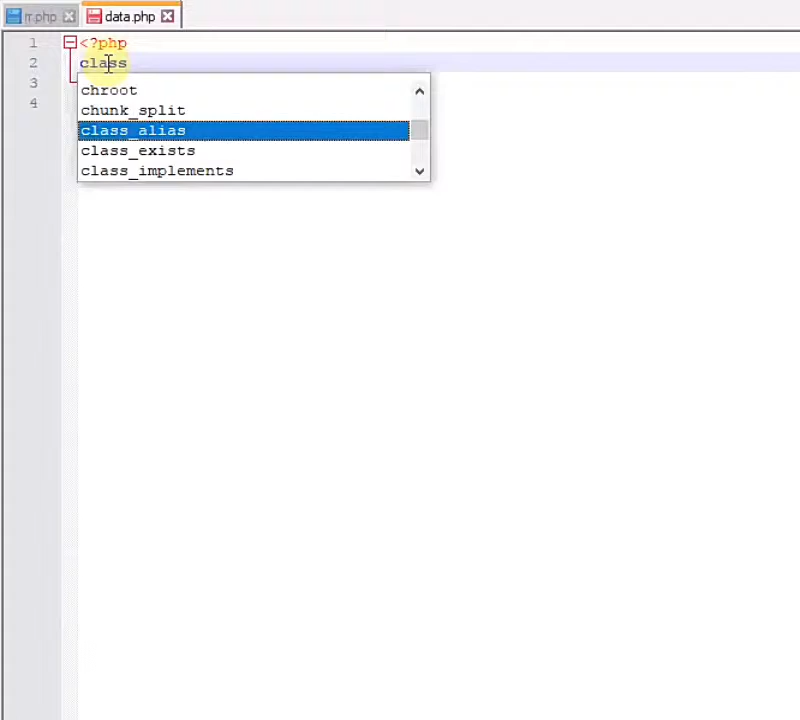 rr.php data.php
1 <?php
2 class
3
4
chroot
chunk_split
class_alias
class_exists
class_implements